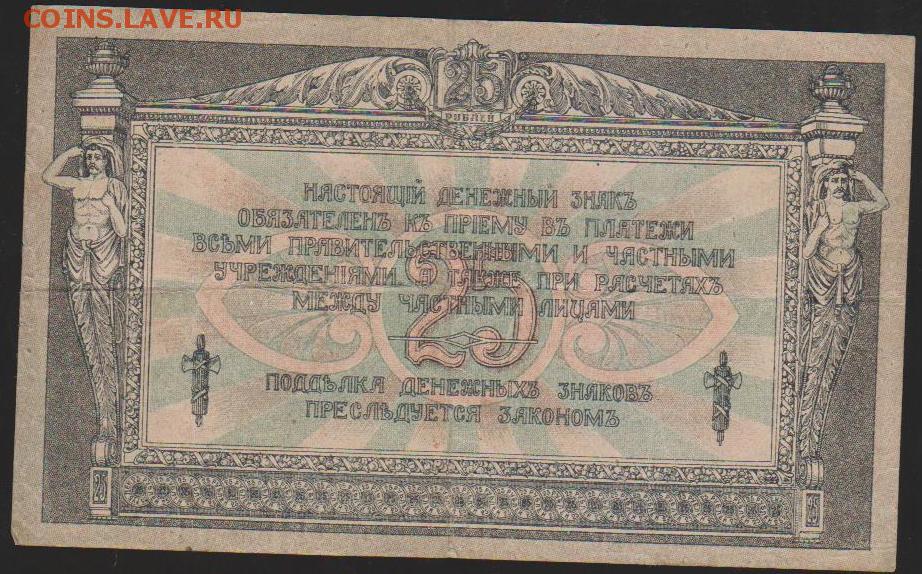 COINS.LAVE.RU
25
РУБЛЕЙ
НАСТОЯЩІЙ ДЕНЕЖНЫЙ ЗНАКЪ
ОБЯЗАТЕЛЕНЪ КЪ ПРІЕМУ ВЪ ПЛАТЕЖИ
ВСѢМИ ПРАВИТЕЛЬСТВЕННЫМИ И ЧАСТНЫМИ
УЧРЕЖДЕНІЯМИ, А ТАКЖЕ ПРИ РАСЧЕТАХЪ
МЕЖДУ ЧАСТНЫМИ ЛИЦАМИ
25
ПОДДѢЛКА ДЕНЕЖНЫХЪ ЗНАКОВЪ
ПРЕСЛѢДУЕТСЯ ЗАКОНОМЪ
25
25